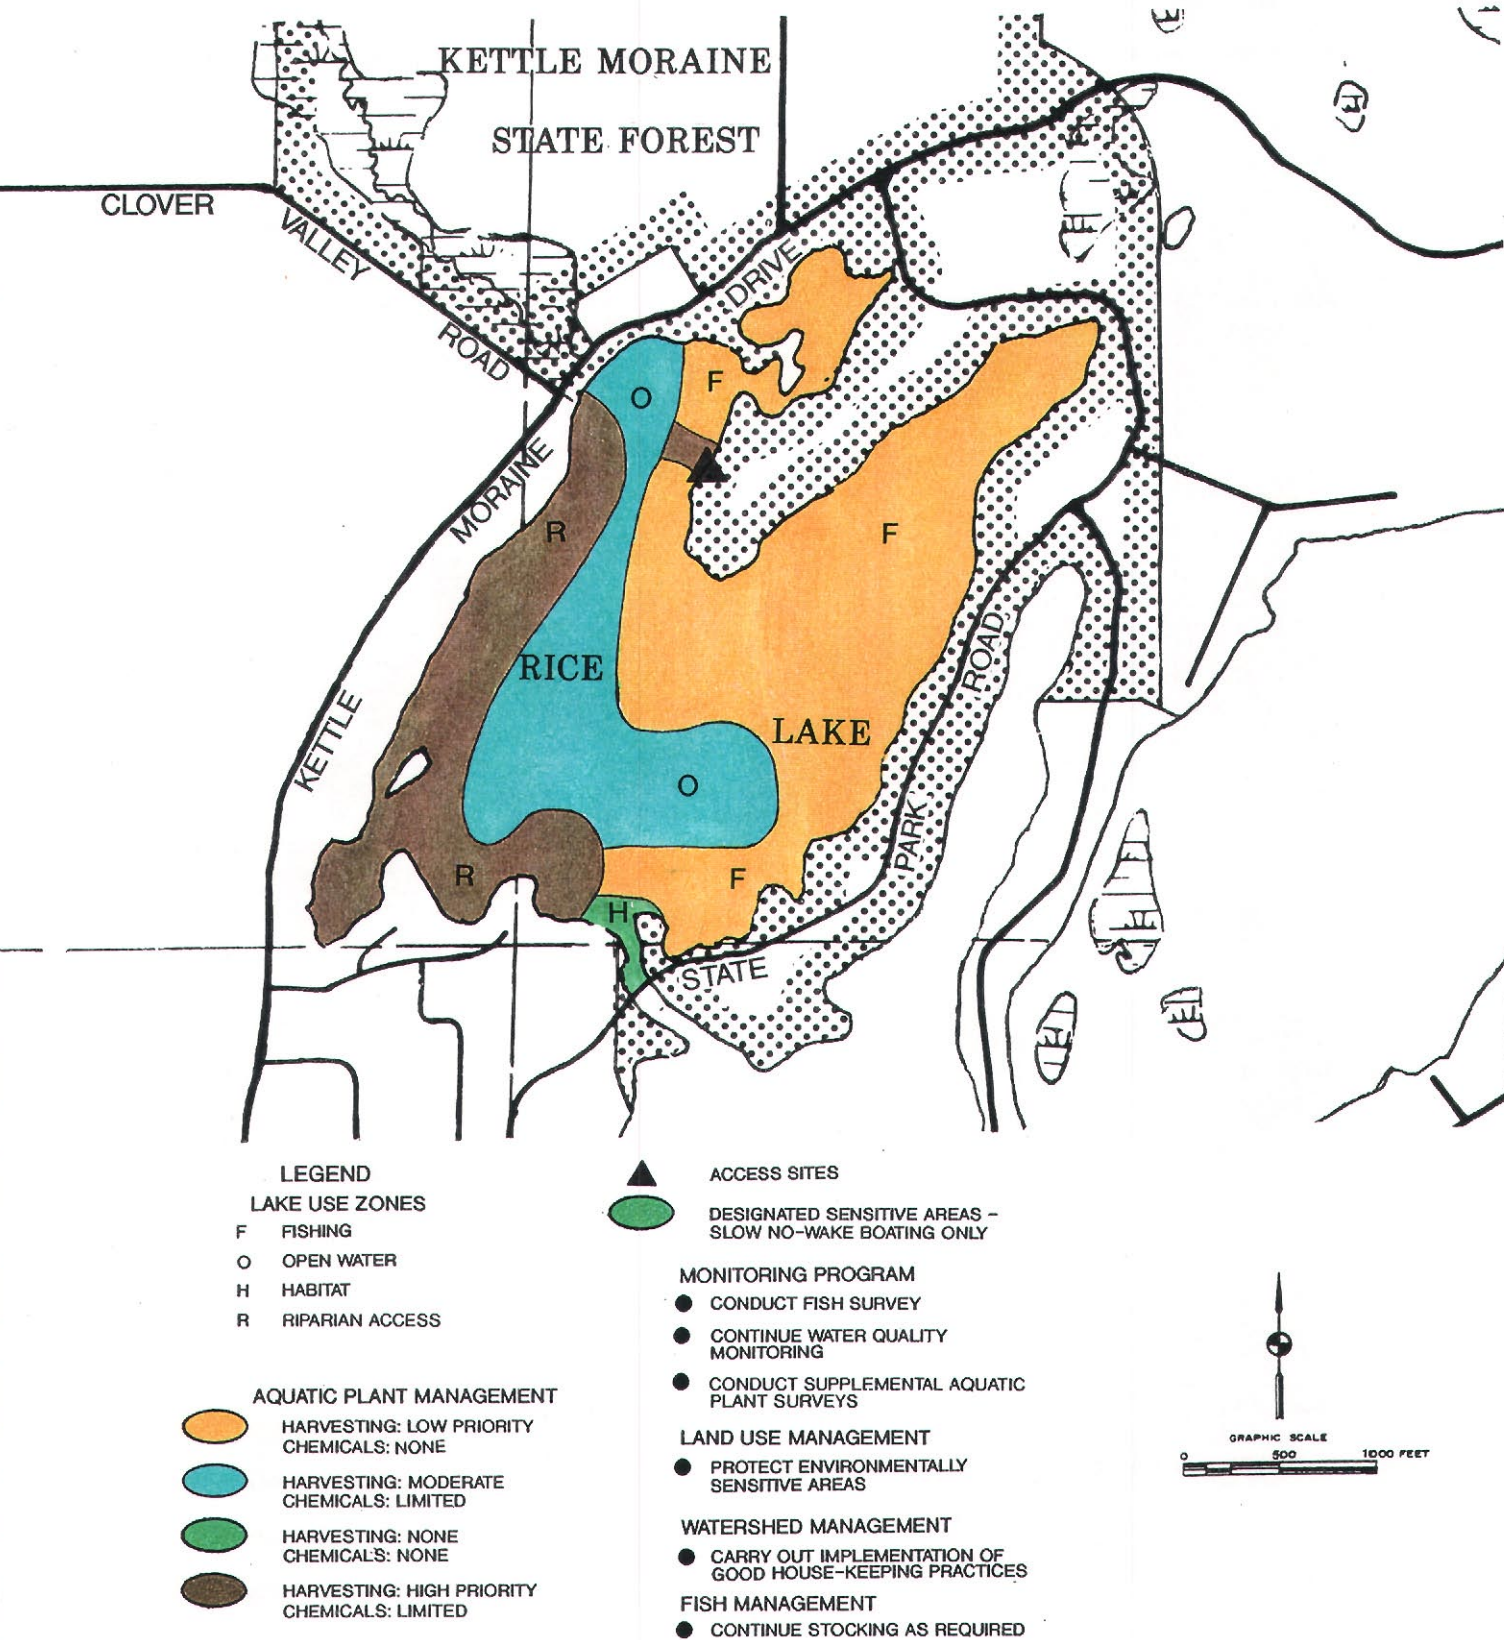 KETTLE MORAINE
STATE FOREST
CLOVER
VALLEY
ROAD
DRIVE
MORAINE
KETTLE
O
F
R
F
RICE
LAKE
ROAD
O
PARK
R
F
H
STATE
LEGEND
LAKE USE ZONES
F FISHING
O OPEN WATER
H HABITAT
R RIPARIAN ACCESS
AQUATIC PLANT MANAGEMENT
HARVESTING: LOW PRIORITY
CHEMICALS: NONE
HARVESTING: MODERATE
CHEMICALS: LIMITED
HARVESTING: NONE
CHEMICALS: NONE
HARVESTING: HIGH PRIORITY
CHEMICALS: LIMITED
ACCESS SITES
DESIGNATED SENSITIVE AREAS –
SLOW NO-WAKE BOATING ONLY
MONITORING PROGRAM
● CONDUCT FISH SURVEY
● CONTINUE WATER QUALITY
MONITORING
● CONDUCT SUPPLEMENTAL AQUATIC
PLANT SURVEYS
LAND USE MANAGEMENT
● PROTECT ENVIRONMENTALLY
SENSITIVE AREAS
WATERSHED MANAGEMENT
● CARRY OUT IMPLEMENTATION OF
GOOD HOUSE-KEEPING PRACTICES
FISH MANAGEMENT
● CONTINUE STOCKING AS REQUIRED
GRAPHIC SCALE
0 500 1000 FEET